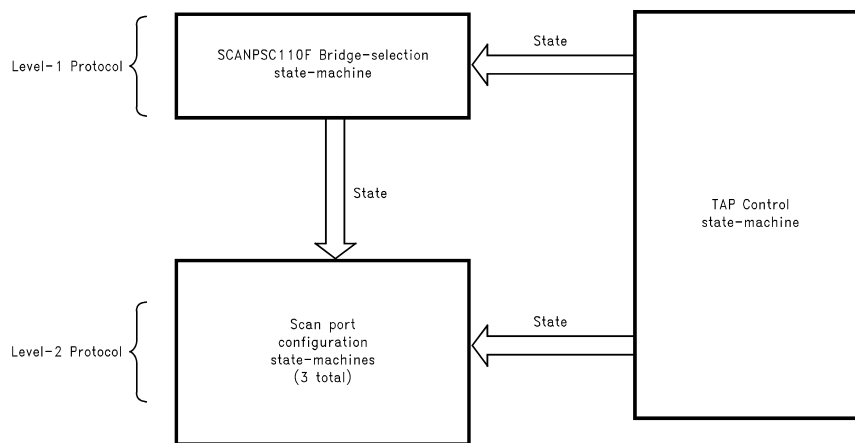 SCANPSC110F Bridge-selection
state-machine
State
Level-1 Protocol
State
TAP Control
state-machine
Scan port
configuration
state-machines
(3 total)
State
Level-2 Protocol